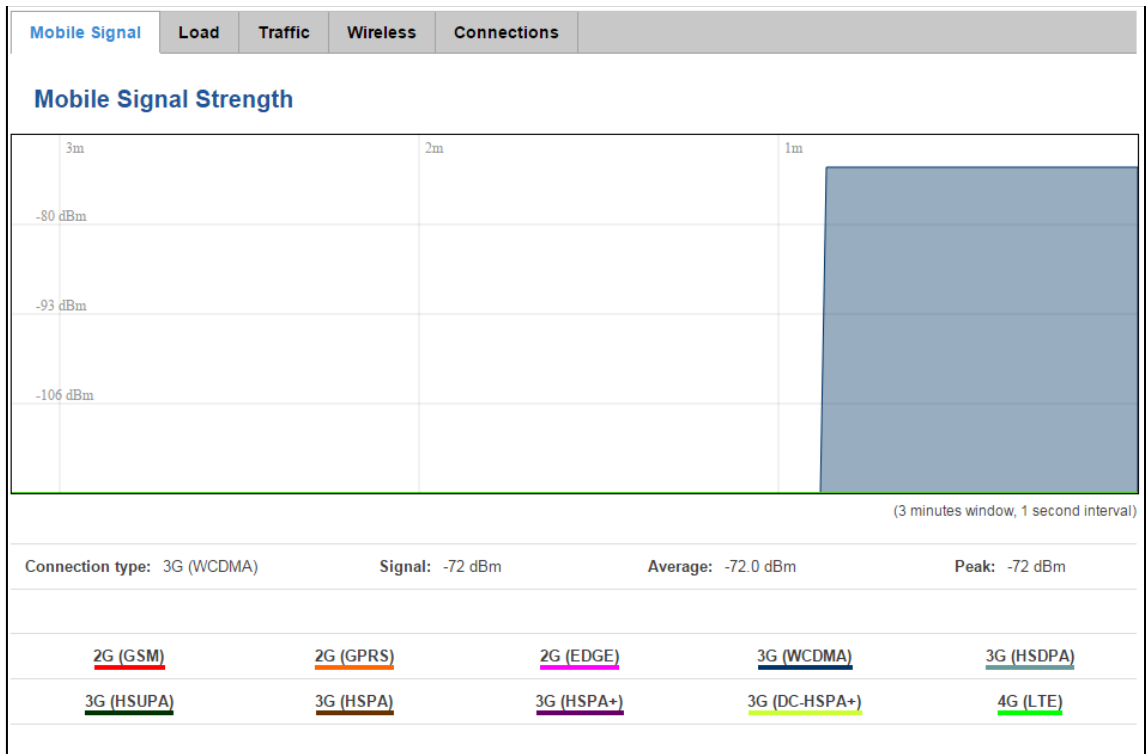 Mobile Signal Load Traffic Wireless Connections
Mobile Signal Strength
3m 2m 1m
-80 dBm
-93 dBm
-106 dBm
(3 minutes window, 1 second interval)
Connection type: 3G (WCDMA) Signal: -72 dBm Average: -72.0 dBm Peak: -72 dBm
2G (GSM) 2G (GPRS) 2G (EDGE) 3G (WCDMA) 3G (HSDPA)
3G (HSUPA) 3G (HSPA) 3G (HSPA+) 3G (DC-HSPA+) 4G (LTE)